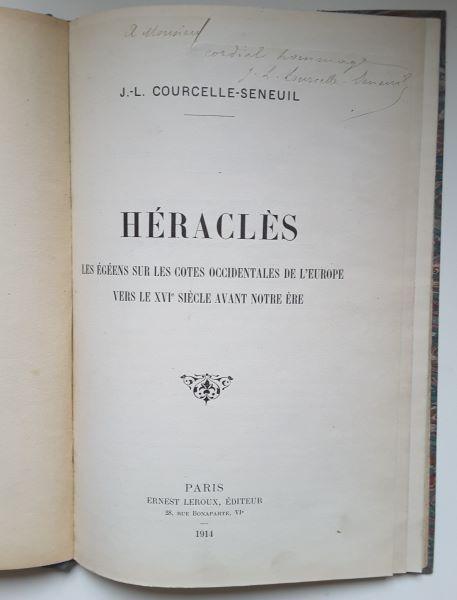 A Monsieur
cordial hommage
J.-L. Courcelle-Seneuil
J.-L. COURCELLE-SENEUIL
HÉRACLÈS
LES ÉGÉENS SUR LES COTES OCCIDENTALES DE L'EUROPE
VERS LE XVIe SIÈCLE AVANT NOTRE ÈRE
PARIS
ERNEST LEROUX, ÉDITEUR
28, RUE BONAPARTE, VIe
1914